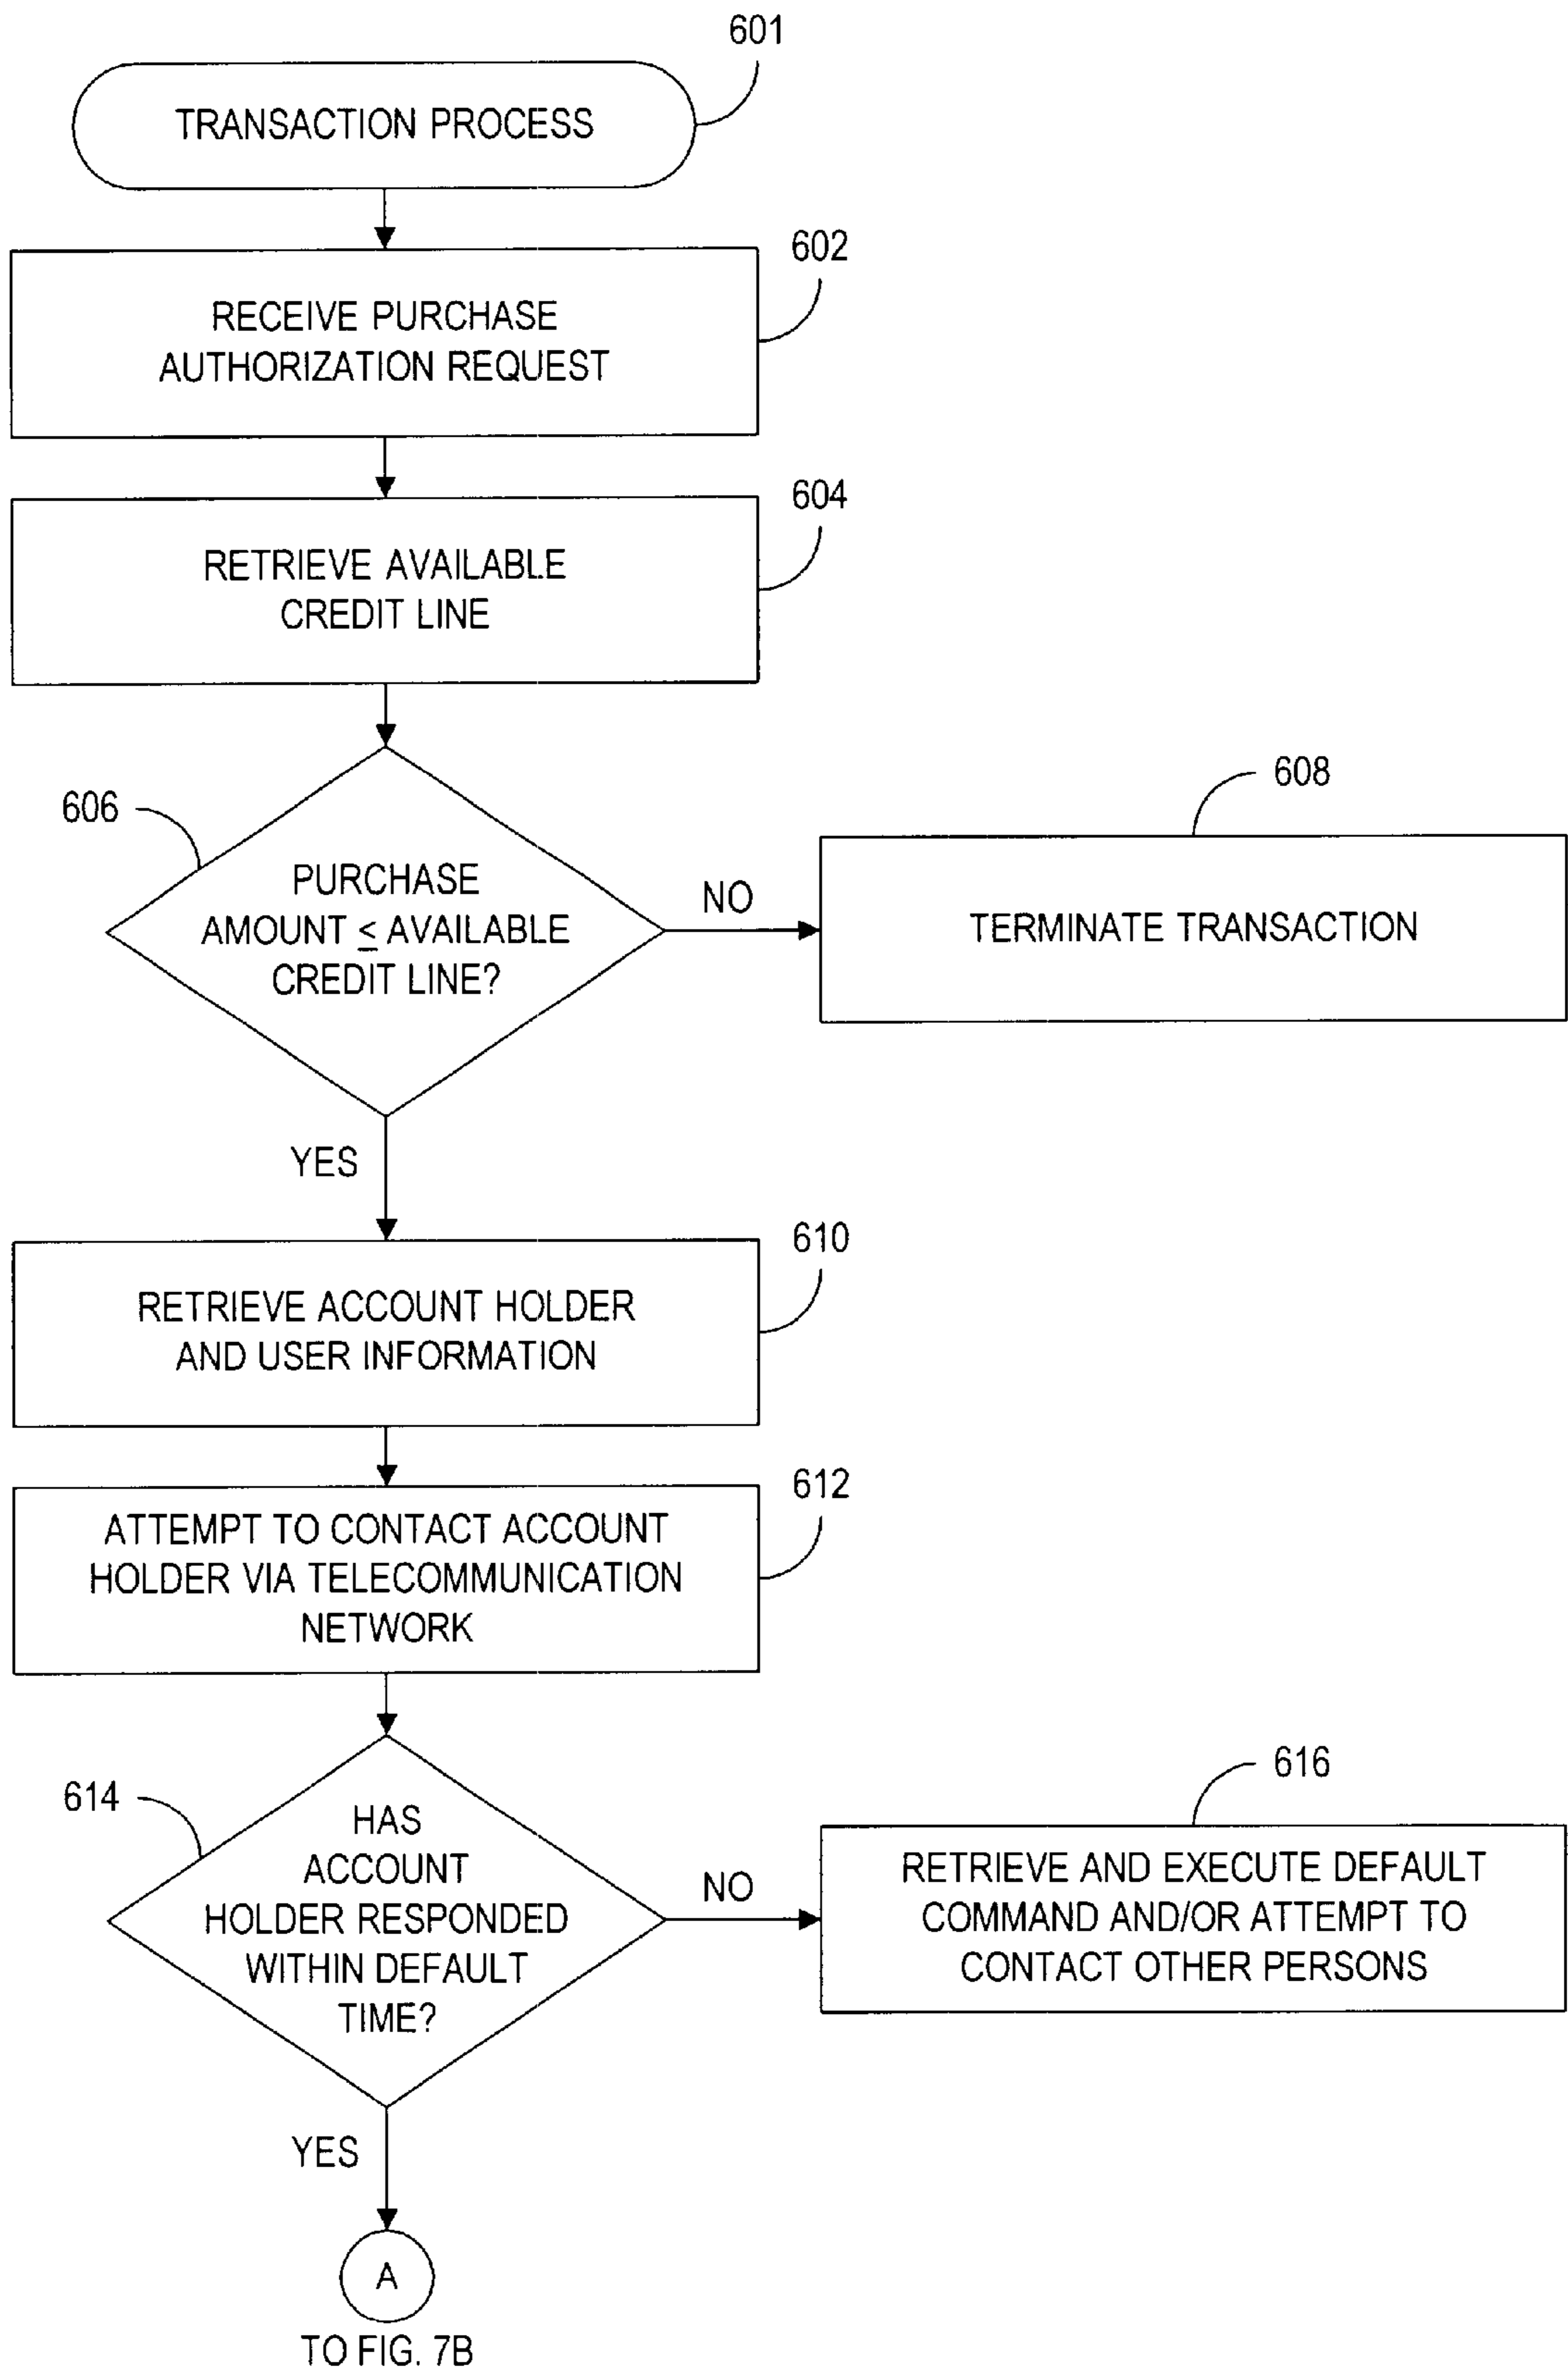 601
TRANSACTION PROCESS
602
RECEIVE PURCHASE
AUTHORIZATION REQUEST
604
RETRIEVE AVAILABLE
CREDIT LINE
606
608
PURCHASE
AMOUNT ≤ AVAILABLE
CREDIT LINE?
NO
TERMINATE TRANSACTION
YES
610
RETRIEVE ACCOUNT HOLDER
AND USER INFORMATION
612
ATTEMPT TO CONTACT ACCOUNT
HOLDER VIA TELECOMMUNICATION
NETWORK
614
616
HAS
ACCOUNT
HOLDER RESPONDED
WITHIN DEFAULT
TIME?
NO
RETRIEVE AND EXECUTE DEFAULT
COMMAND AND/OR ATTEMPT TO
CONTACT OTHER PERSONS
YES
A
TO FIG. 7B